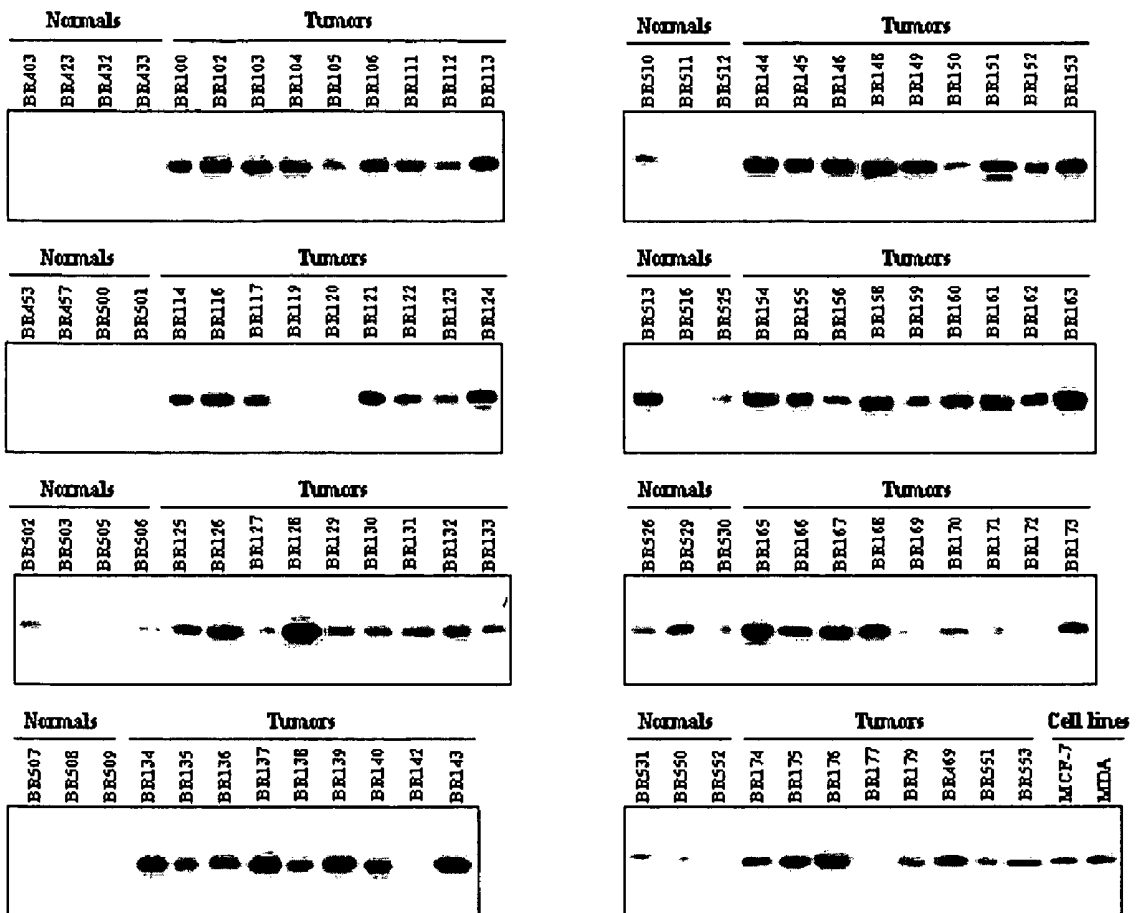 Normals Tumors
BR403 BR423 BR432 BR433 BR100 BR102 BR103 BR104 BR105 BR106 BR111 BR112 BR113
Normals Tumors
BR510 BR511 BR512 BR144 BR145 BR146 BR148 BR149 BR150 BR151 BR152 BR153
Normals Tumors
BR453 BR457 BR500 BR501 BR114 BR116 BR117 BR119 BR120 BR121 BR122 BR123 BR124
Normals Tumors
BR513 BR516 BR525 BR154 BR155 BR156 BR158 BR159 BR160 BR161 BR162 BR163
Normals Tumors
BR502 BR503 BR505 BR506 BR125 BR126 BR127 BR128 BR129 BR130 BR131 BR132 BR133
Normals Tumors
BR526 BR529 BR530 BR165 BR166 BR167 BR168 BR169 BR170 BR171 BR172 BR173
Normals Tumors
BR507 BR508 BR509 BR134 BR135 BR136 BR137 BR138 BR139 BR140 BR142 BR143
Normals Tumors Cell lines
BR531 BR550 BR552 BR174 BR175 BR176 BR177 BR179 BR469 BR551 BR553 MCF-7 MDA